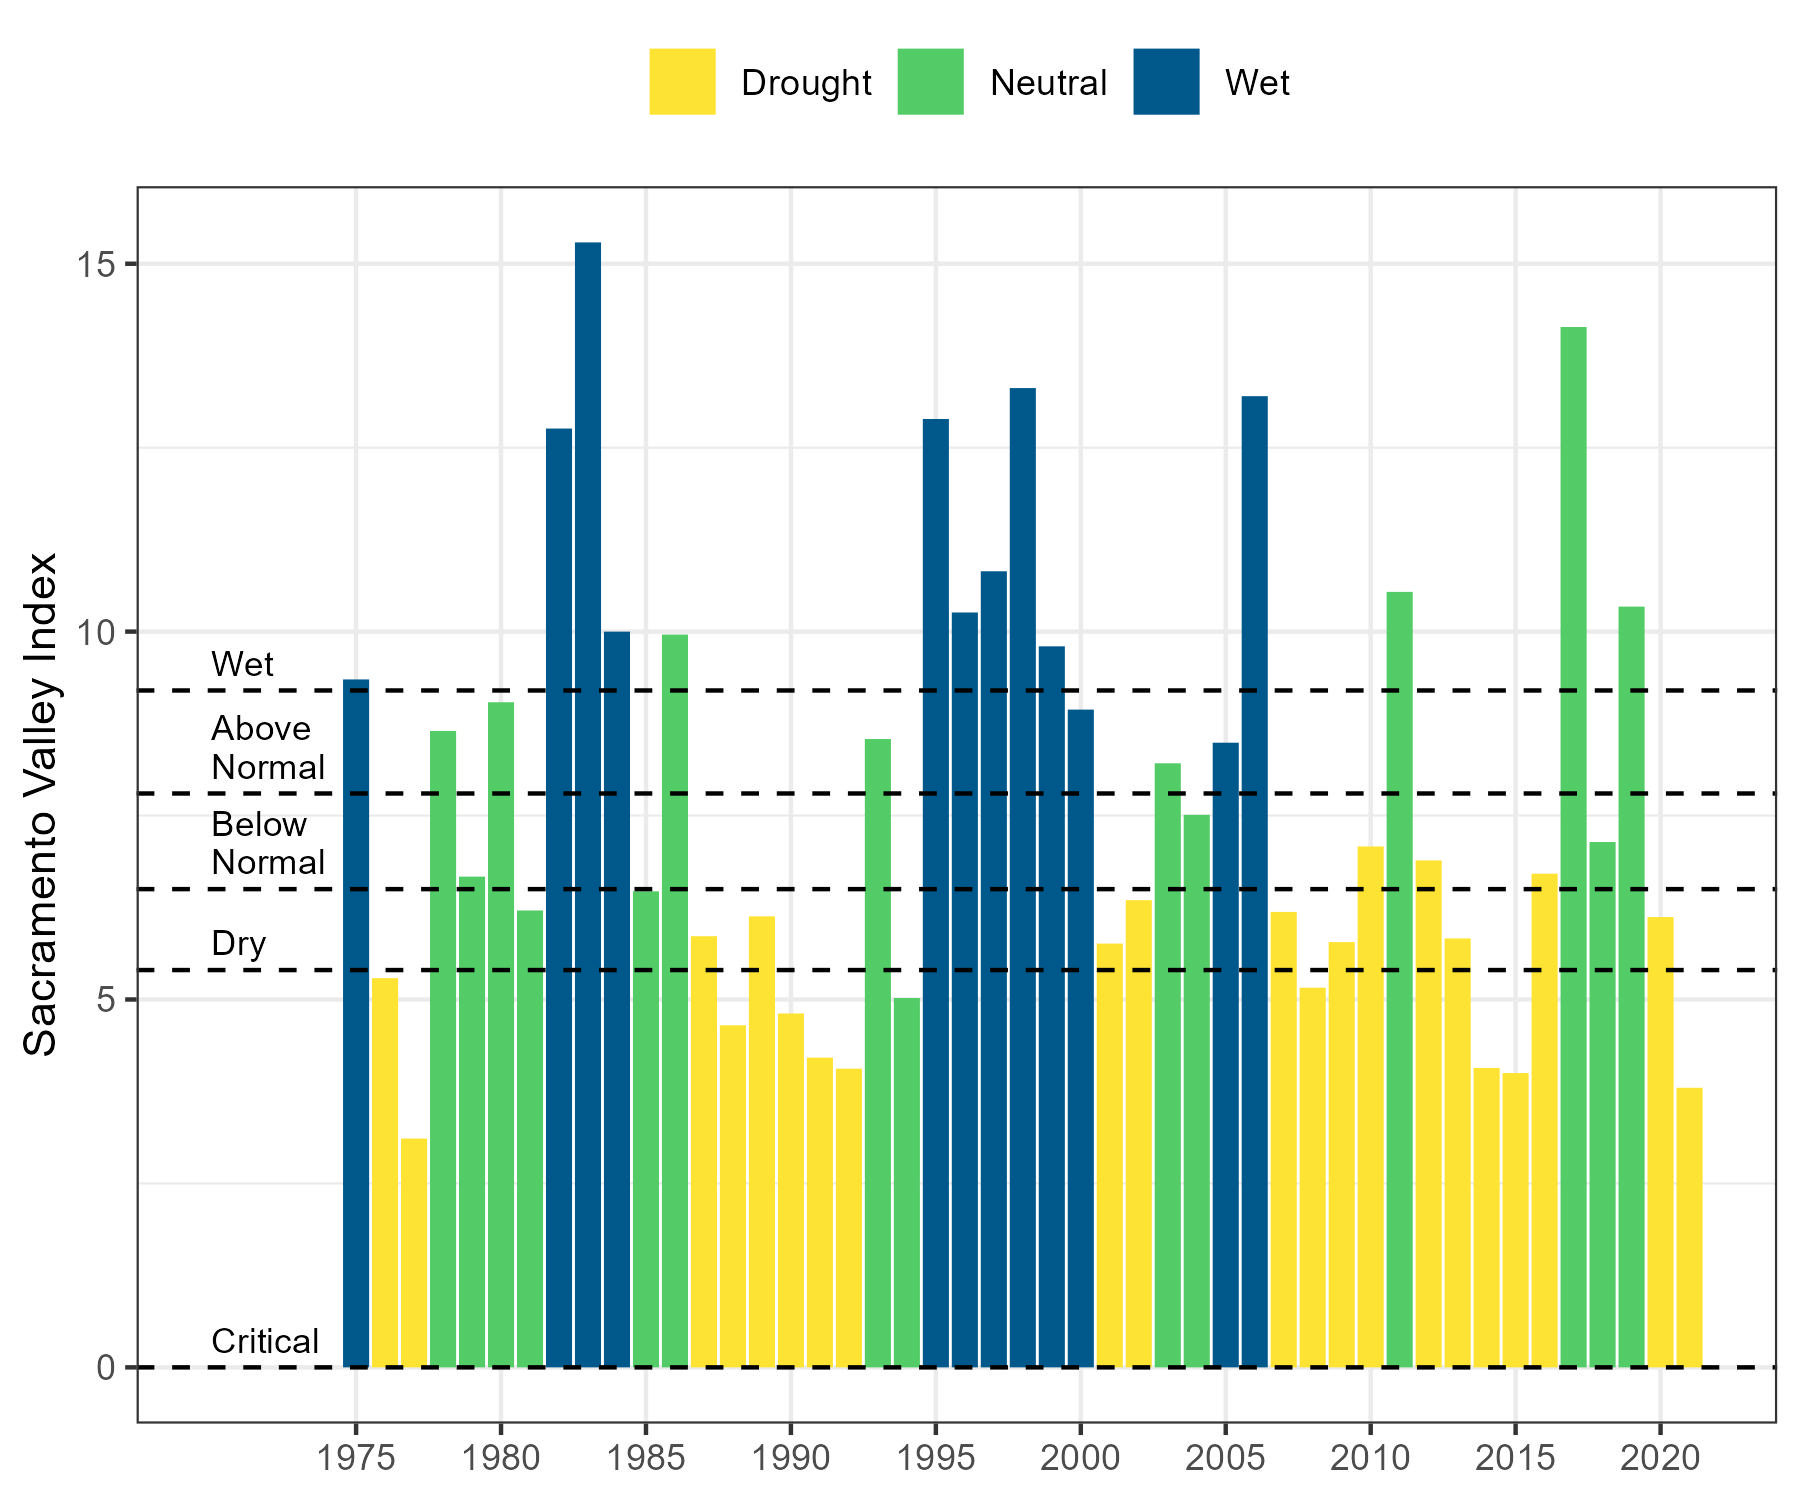 Drought Neutral Wet
Sacramento Valley Index
15
10
5
0
Wet
Above
Normal
Below
Normal
Dry
Critical
1975 1980 1985 1990 1995 2000 2005 2010 2015 2020